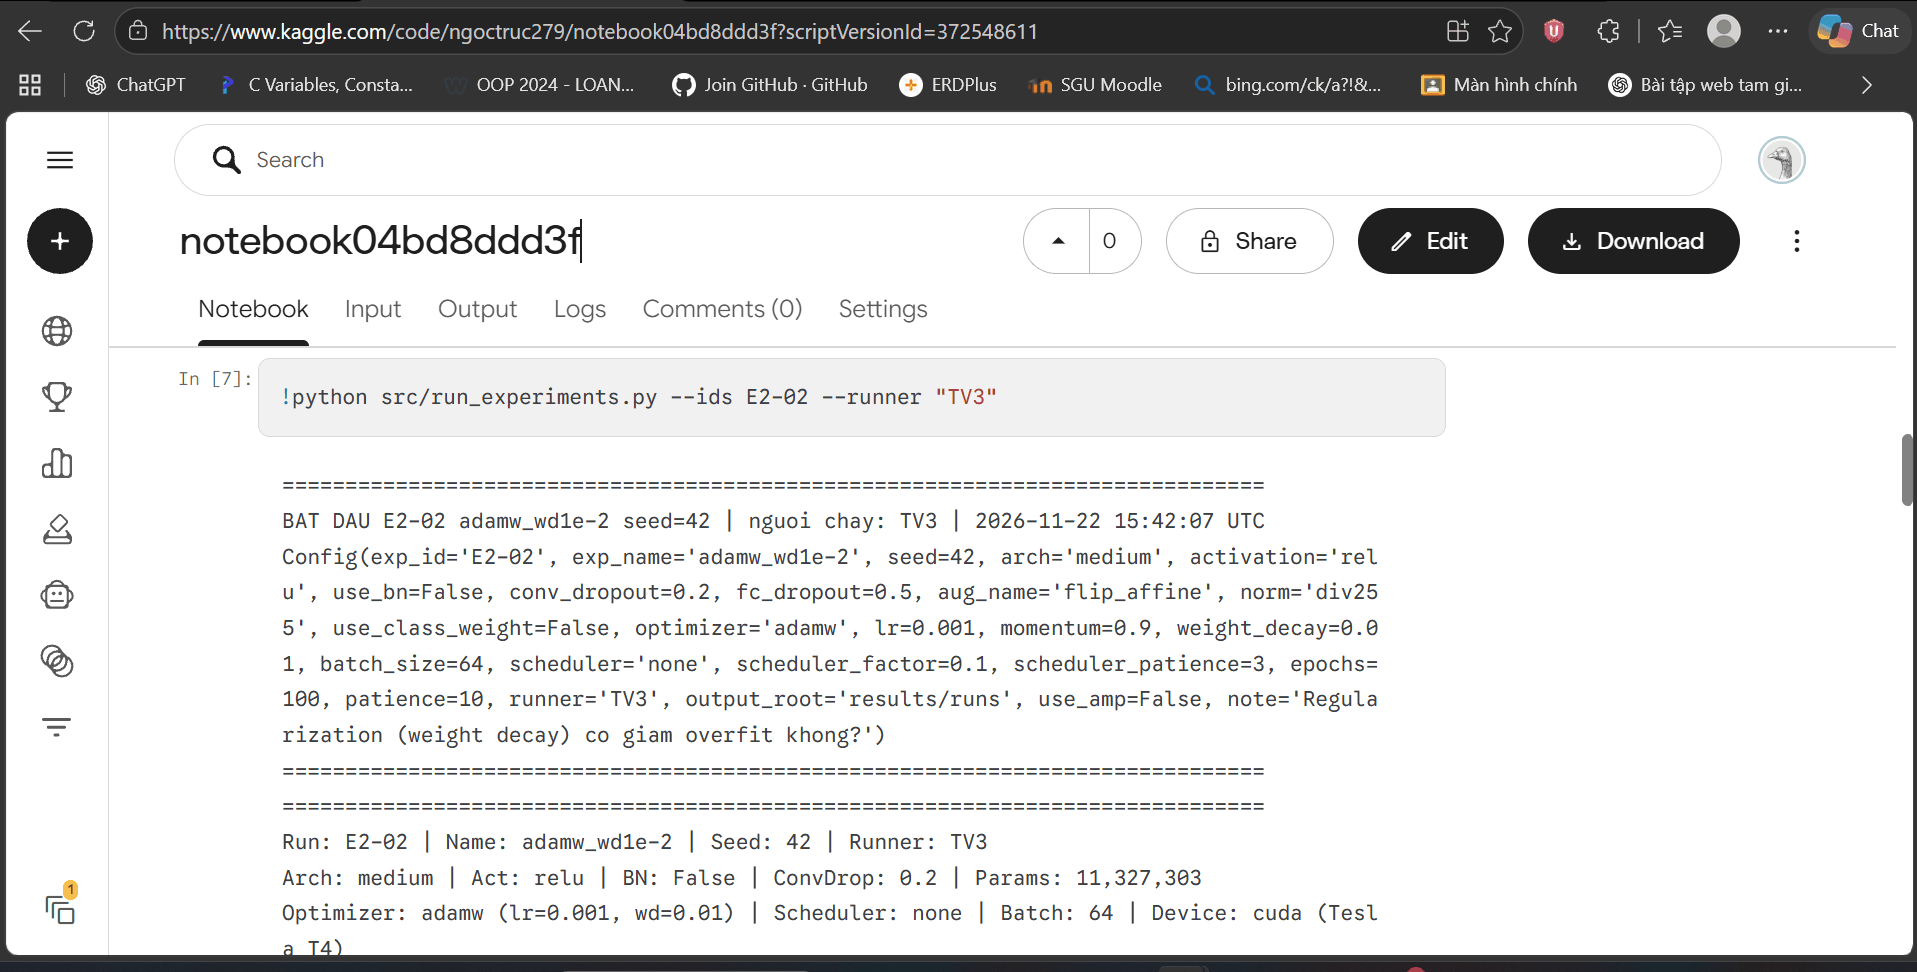 https://www.kaggle.com/code/ngoctruc279/notebook04bd8ddd3f?scriptVersionId=372548611
Chat
ChatGPT
C Variables, Consta...
OOP 2024 - LOAN...
Join GitHub · GitHub
ERDPlus
SGU Moodle
bing.com/ck/a?!&...
Màn hình chính
Bài tập web tam gi...
Search
notebook04bd8ddd3f
0
Share
Edit
Download
Notebook
Input
Output
Logs
Comments (0)
Settings
In [7]:
!python src/run_experiments.py --ids E2-02 --runner "TV3"
==============================================================================
BAT DAU E2-02 adamw_wd1e-2 seed=42 | nguoi chay: TV3 | 2026-11-22 15:42:07 UTC
Config(exp_id='E2-02', exp_name='adamw_wd1e-2', seed=42, arch='medium', activation='rel
u', use_bn=False, conv_dropout=0.2, fc_dropout=0.5, aug_name='flip_affine', norm='div25
5', use_class_weight=False, optimizer='adamw', lr=0.001, momentum=0.9, weight_decay=0.0
1, batch_size=64, scheduler='none', scheduler_factor=0.1, scheduler_patience=3, epochs=
100, patience=10, runner='TV3', output_root='results/runs', use_amp=False, note='Regula
rization (weight decay) co giam overfit khong?')
==============================================================================
==============================================================================
Run: E2-02 | Name: adamw_wd1e-2 | Seed: 42 | Runner: TV3
Arch: medium | Act: relu | BN: False | ConvDrop: 0.2 | Params: 11,327,303
Optimizer: adamw (lr=0.001, wd=0.01) | Scheduler: none | Batch: 64 | Device: cuda (Tesl
a T4)
1